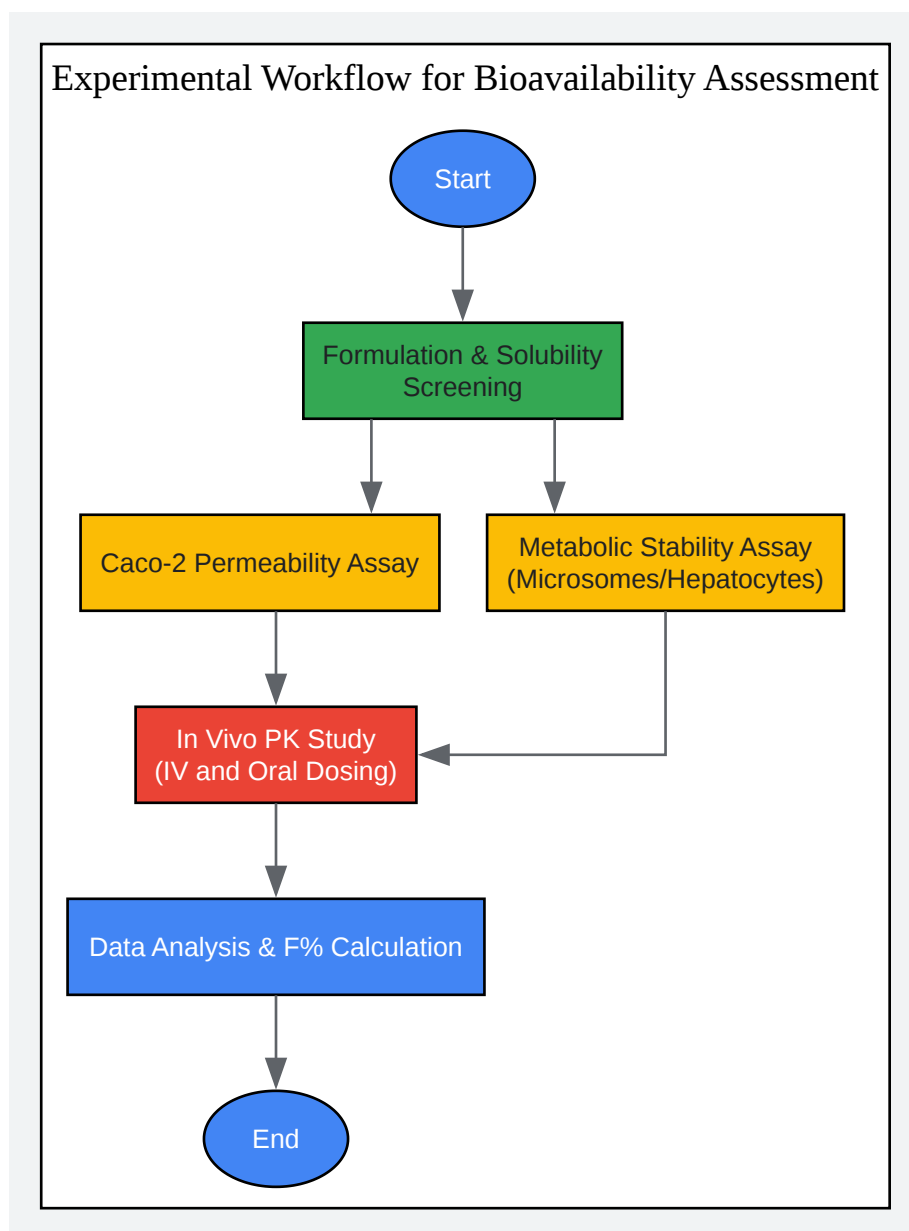 Experimental Workflow for Bioavailability Assessment
Start
Formulation & Solubility
Screening
Caco-2 Permeability Assay
Metabolic Stability Assay
(Microsomes/Hepatocytes)
In Vivo PK Study
(IV and Oral Dosing)
Data Analysis & F% Calculation
End